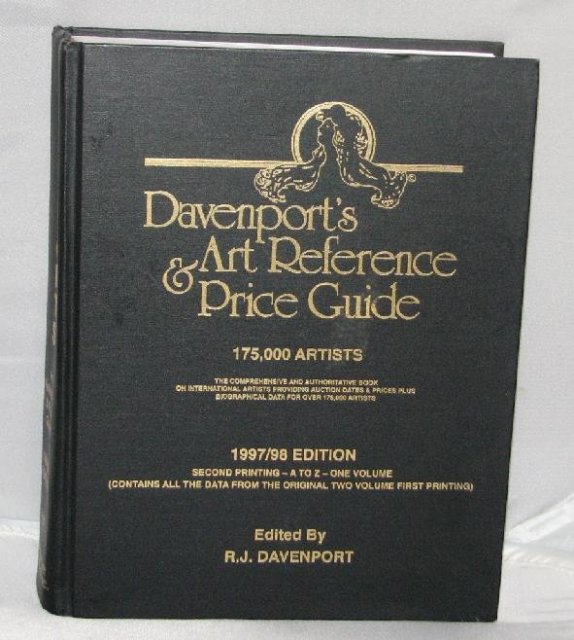 Davenport's
Art Reference
& Price Guide
175,000 ARTISTS
THE COMPREHENSIVE AND AUTHORITATIVE BOOK
ON INTERNATIONAL ARTISTS PROVIDING AUCTION DATES & PRICES PLUS
BIOGRAPHICAL DATA FOR OVER 175,000 ARTISTS
1997/98 EDITION
SECOND PRINTING – A TO Z – ONE VOLUME
(CONTAINS ALL THE DATA FROM THE ORIGINAL TWO VOLUME FIRST PRINTING)
Edited By
R.J. DAVENPORT